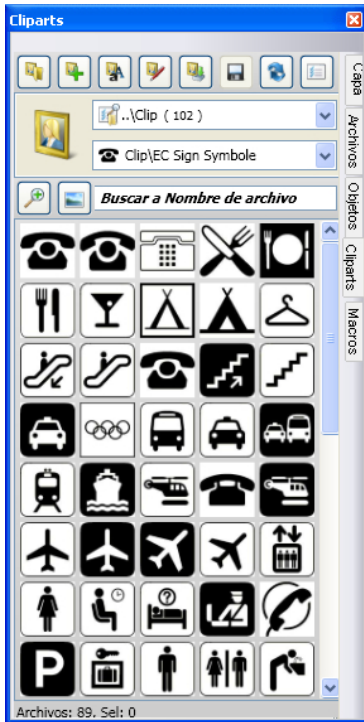 Cliparts
..\Clip ( 102 )
Clip\EC Sign Symbole
Buscar a Nombre de archivo
Capa
Archivos
Objetos
Cliparts
Macros
P
Archivos: 89. Sel: 0